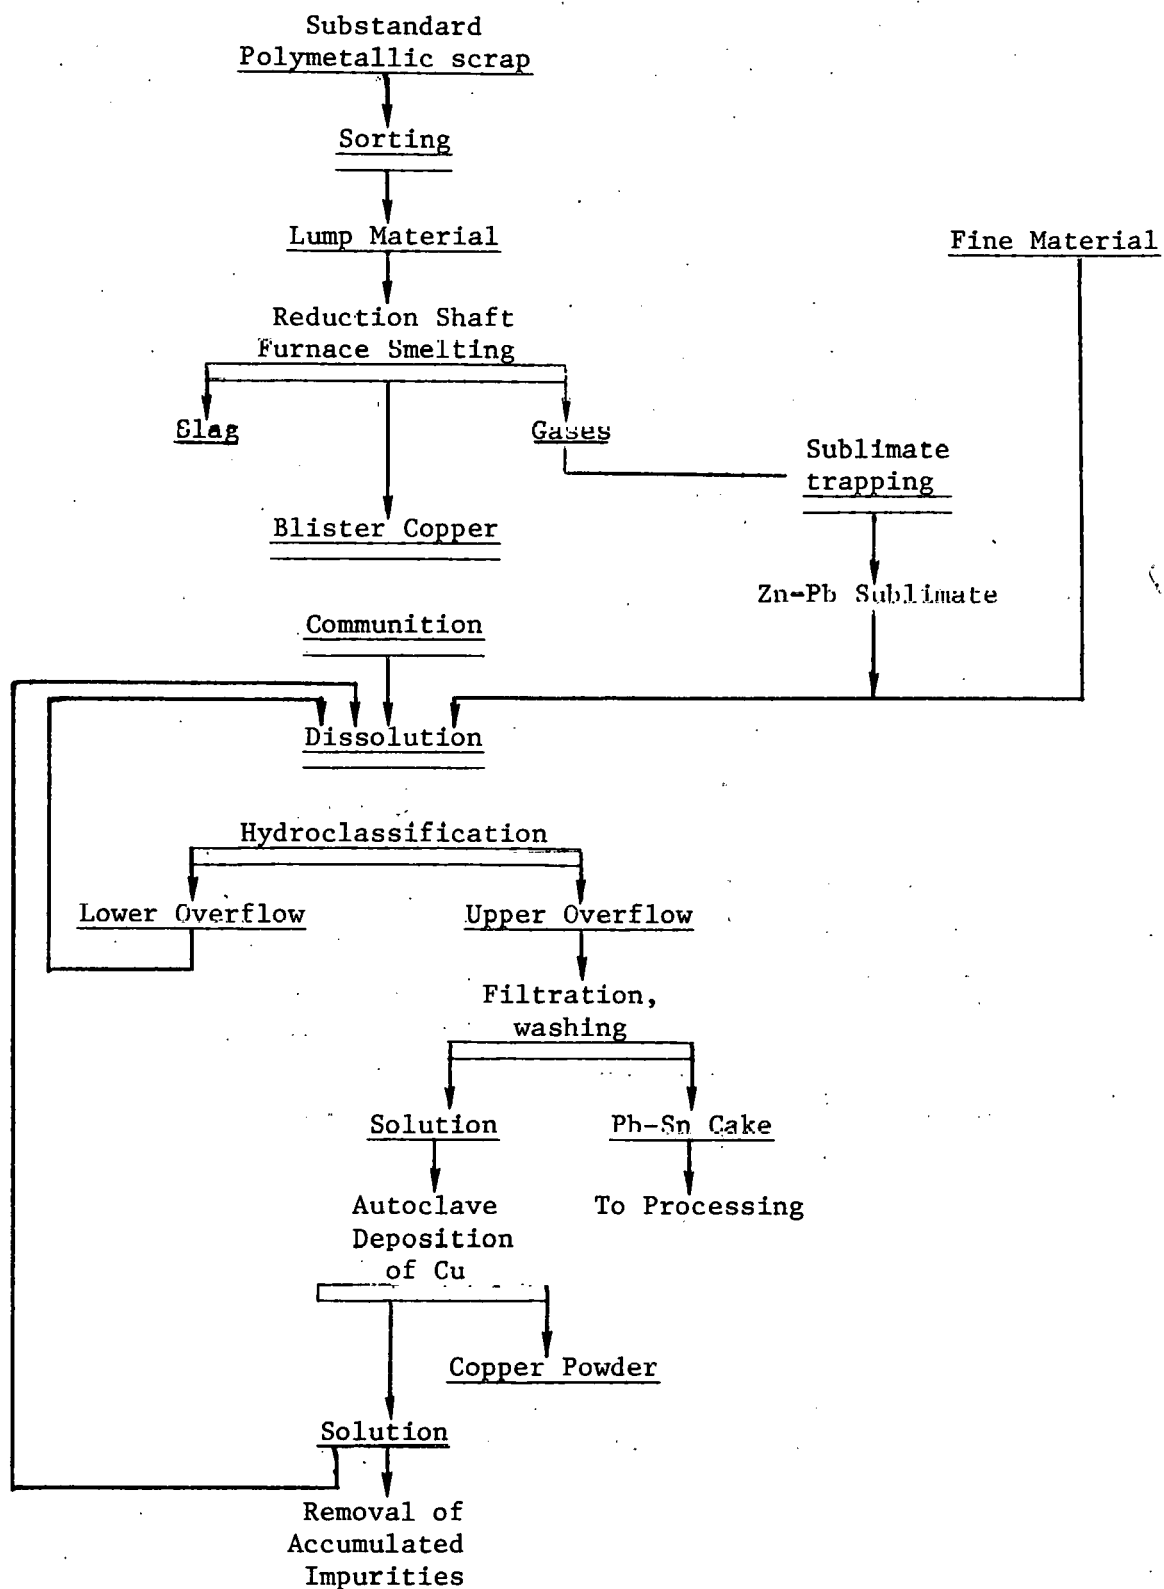 Substandard
Polymetallic scrap
Sorting
Lump Material
Fine Material
Reduction Shaft
Furnace Smelting
Slag
Gases
Sublimate
trapping
Blister Copper
Zn-Pb Sublimate
Communition
Dissolution
Hydroclassification
Lower Overflow
Upper Overflow
Filtration,
washing
Solution
Pb-Sn Cake
Autoclave
Deposition
of Cu
To Processing
Copper Powder
Solution
Removal of
Accumulated
Impurities